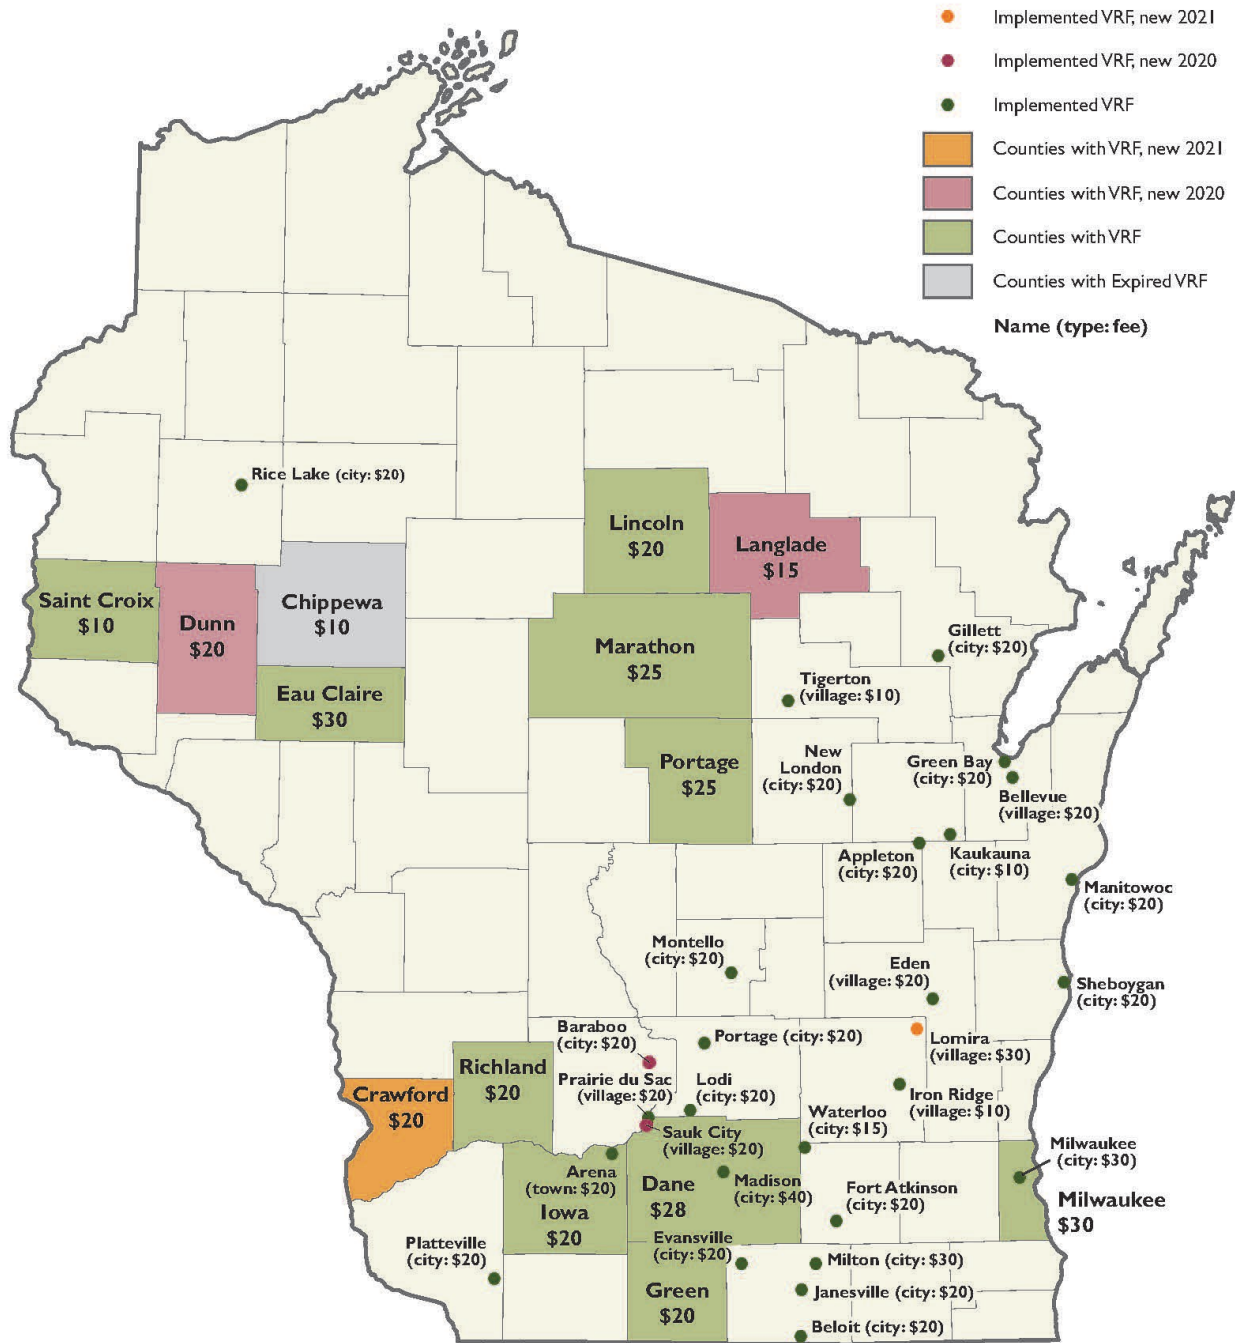 Implemented VRF, new 2021
Implemented VRF, new 2020
Implemented VRF
Counties with VRF, new 2021
Counties with VRF, new 2020
Counties with VRF
Counties with Expired VRF
Name (type: fee)
Rice Lake (city: $20)
Lincoln
$20
Langlade
$15
Saint Croix
$10
Dunn
$20
Chippewa
$10
Eau Claire
$30
Marathon
$25
Gillett
(city: $20)
Tigerton
(village: $10)
Portage
$25
New
London
(city: $20)
Green Bay
(city: $20)
Bellevue
(village: $20)
Appleton
(city: $20)
Kaukauna
(city: $10)
Manitowoc
(city: $20)
Montello
(city: $20)
Eden
(village: $20)
Sheboygan
(city: $20)
Baraboo
(city: $20)
Portage (city: $20)
Lomira
(village: $30)
Richland
$20
Crawford
$20
Prairie du Sac
(village: $20)
Lodi
(city: $20)
Iron Ridge
(village: $10)
Waterloo
(city: $15)
Sauk City
(village: $20)
Milwaukee
(city: $30)
Arena
(town: $20)
Iowa
$20
Dane
$28
Madison
(city: $40)
Fort Atkinson
(city: $20)
Milwaukee
$30
Platteville
(city: $20)
Evansville
(city: $20)
Milton (city: $30)
Green
$20
Janesville (city: $20)
Beloit (city: $20)